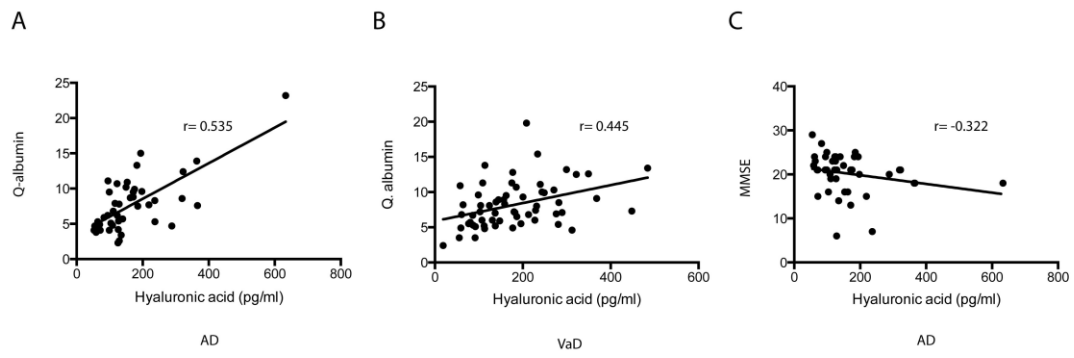 A
B
C
25
20
15
10
5
0
Q-albumin
r= 0.535
0
200
400
600
800
Hyaluronic acid (pg/ml)
AD
25
20
15
10
5
0
Q. albumin
r= 0.445
0
200
400
600
Hyaluronic acid (pg/ml)
VaD
40
30
20
10
0
MMSE
r= -0.322
0
200
400
600
800
Hyaluronic acid (pg/ml)
AD